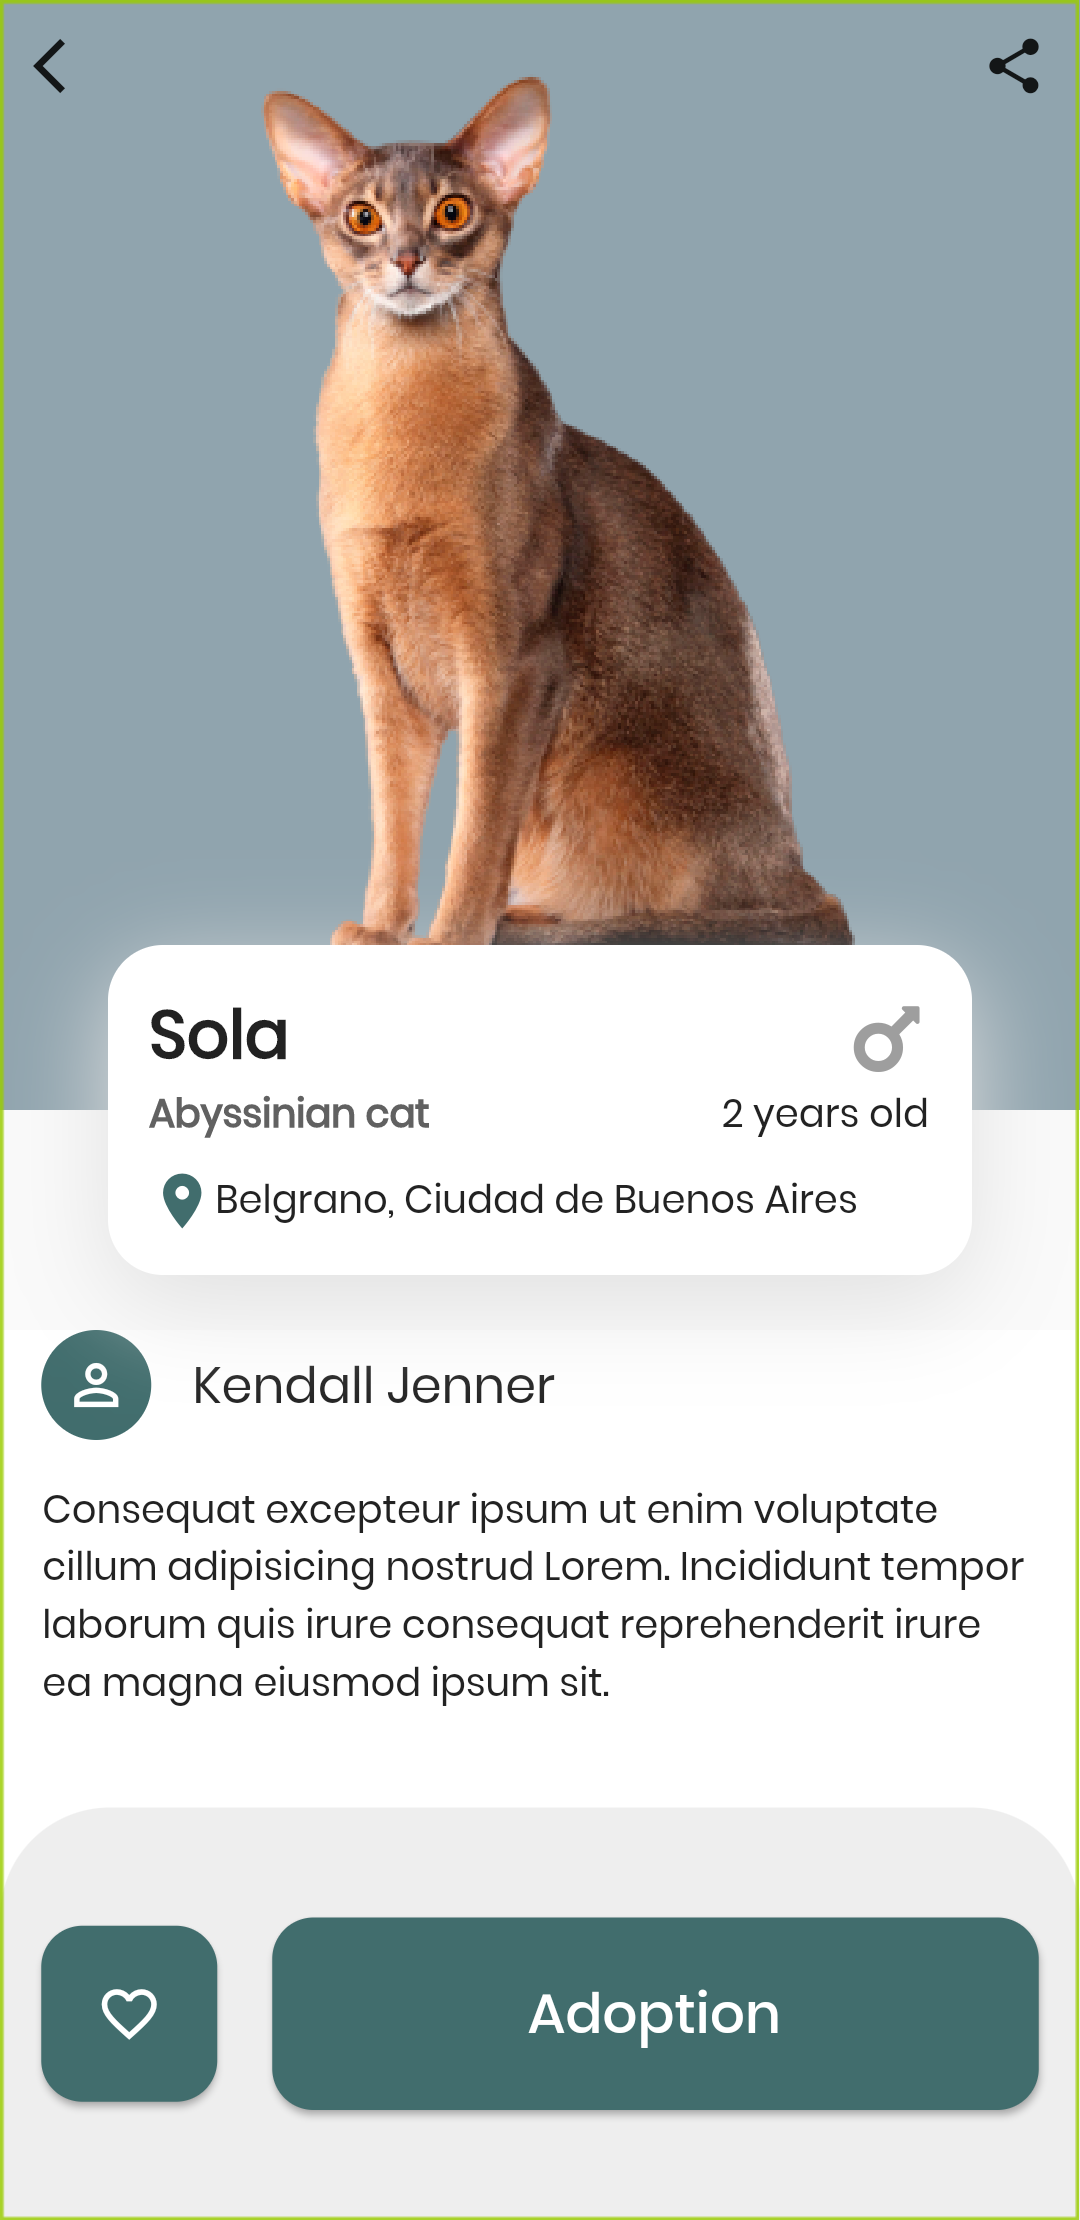 Sola
Abyssinian cat
2 years old
Belgrano, Ciudad de Buenos Aires
Kendall Jenner
Consequat excepteur ipsum ut enim voluptate
cillum adipisicing nostrud Lorem. Incididunt tempor
laborum quis irure consequat reprehenderit irure
ea magna eiusmod ipsum sit.
Adoption